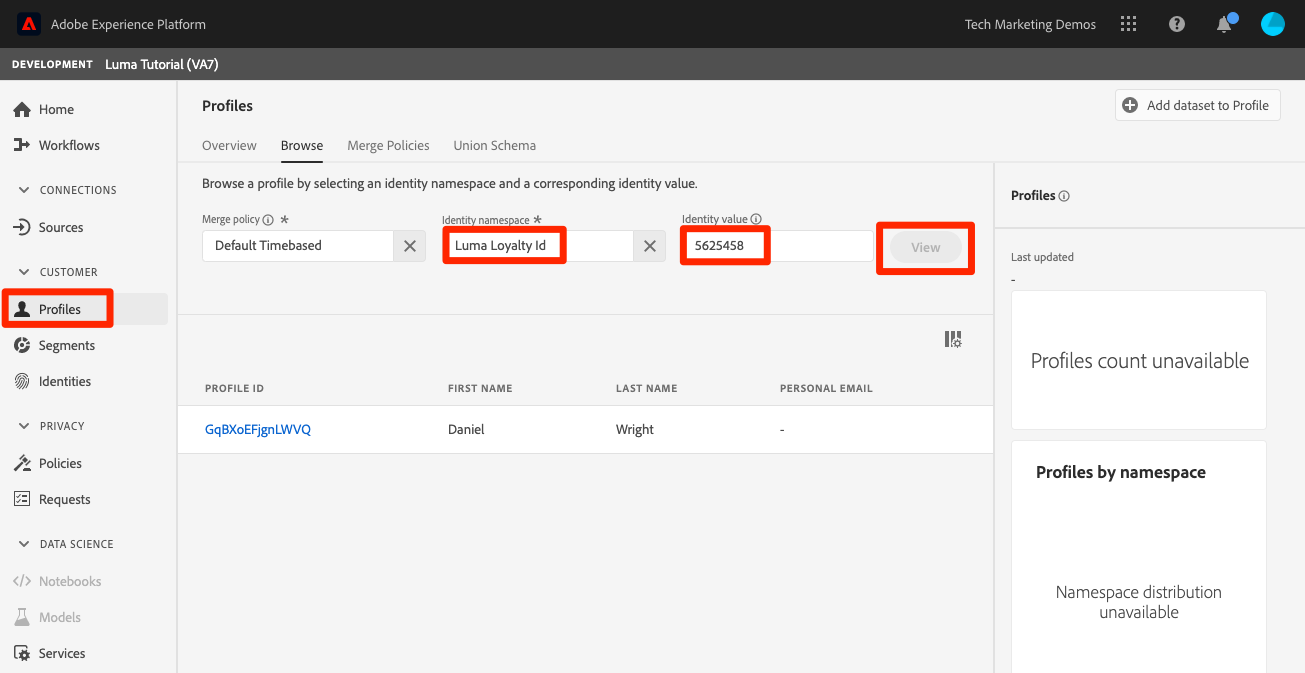 Adobe Experience Platform
Tech Marketing Demos
DEVELOPMENT Luma Tutorial (VA7)
Home
Workflows
CONNECTIONS
Sources
CUSTOMER
Profiles
Segments
Identities
PRIVACY
Policies
Requests
DATA SCIENCE
Notebooks
Models
Services
Profiles
Add dataset to Profile
Overview Browse Merge Policies Union Schema
Browse a profile by selecting an identity namespace and a corresponding identity value.
Merge policy * Identity namespace * Identity value
Default Timebased Luma Loyalty Id 5625458 View
PROFILE ID FIRST NAME LAST NAME PERSONAL EMAIL
GqBXoEFjgnLWVQ Daniel Wright -
Profiles
Last updated
-
Profiles count unavailable
Profiles by namespace
Namespace distribution
unavailable